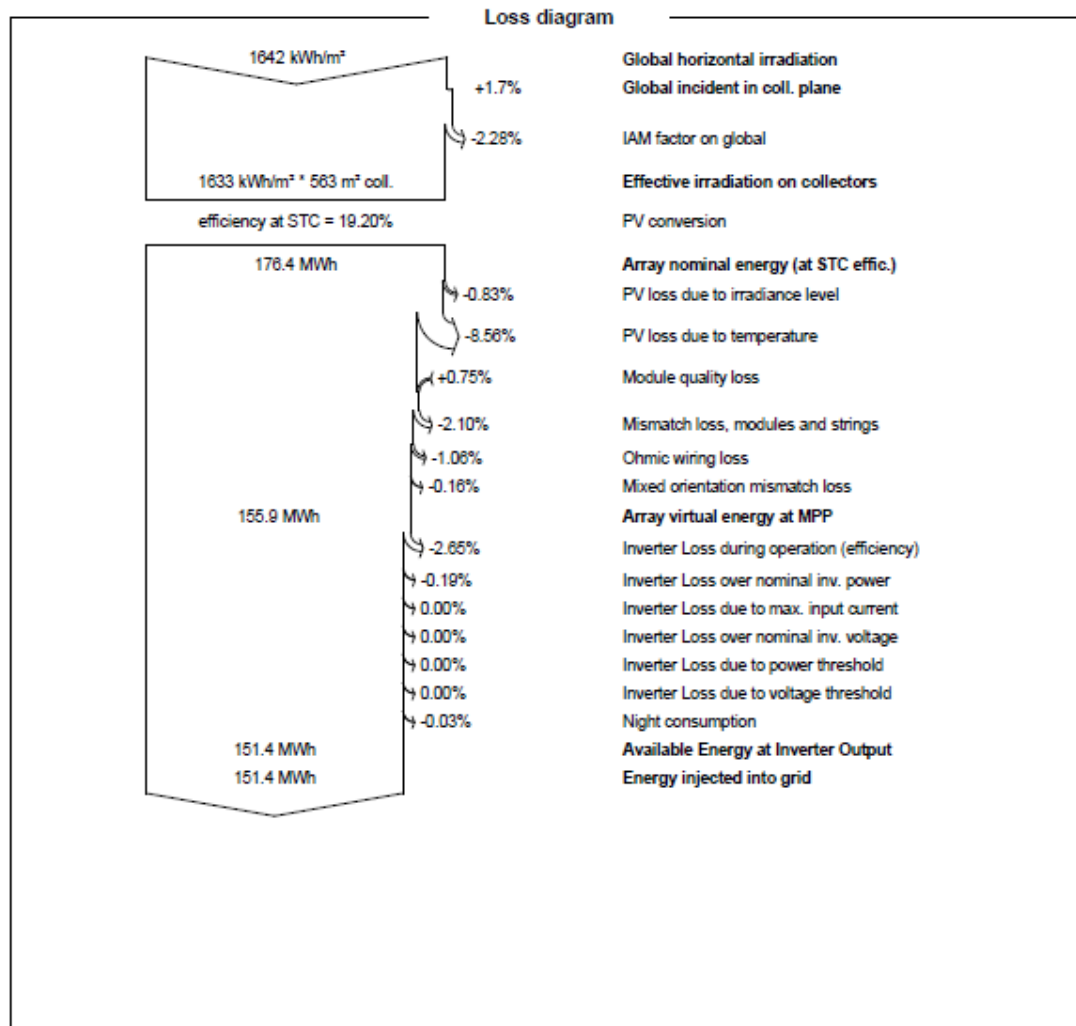 Loss diagram
1642 kWh/m² Global horizontal irradiation
+1.7% Global incident in coll. plane
-2.28% IAM factor on global
1633 kWh/m² * 563 m² coll. Effective irradiation on collectors
efficiency at STC = 19.20% PV conversion
176.4 MWh Array nominal energy (at STC effic.)
-0.83% PV loss due to irradiance level
-8.56% PV loss due to temperature
+0.75% Module quality loss
-2.10% Mismatch loss, modules and strings
-1.06% Ohmic wiring loss
-0.16% Mixed orientation mismatch loss
155.9 MWh Array virtual energy at MPP
-2.65% Inverter Loss during operation (efficiency)
-0.19% Inverter Loss over nominal inv. power
0.00% Inverter Loss due to max. input current
0.00% Inverter Loss over nominal inv. voltage
0.00% Inverter Loss due to power threshold
0.00% Inverter Loss due to voltage threshold
-0.03% Night consumption
151.4 MWh Available Energy at Inverter Output
151.4 MWh Energy injected into grid